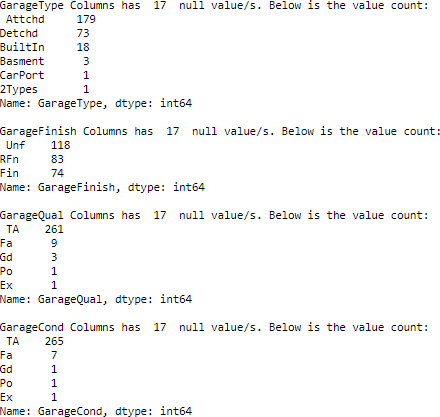 GarageType Columns has  17  null value/s. Below is the value count:
 Attchd     179
Detchd      73
BuiltIn     18
Basment      3
CarPort      1
2Types       1
Name: GarageType, dtype: int64

GarageFinish Columns has  17  null value/s. Below is the value count:
 Unf    118
RFn     83
Fin     74
Name: GarageFinish, dtype: int64

GarageQual Columns has  17  null value/s. Below is the value count:
 TA    261
Fa      9
Gd      3
Po      1
Ex      1
Name: GarageQual, dtype: int64

GarageCond Columns has  17  null value/s. Below is the value count:
 TA    265
Fa      7
Gd      1
Po      1
Ex      1
Name: GarageCond, dtype: int64